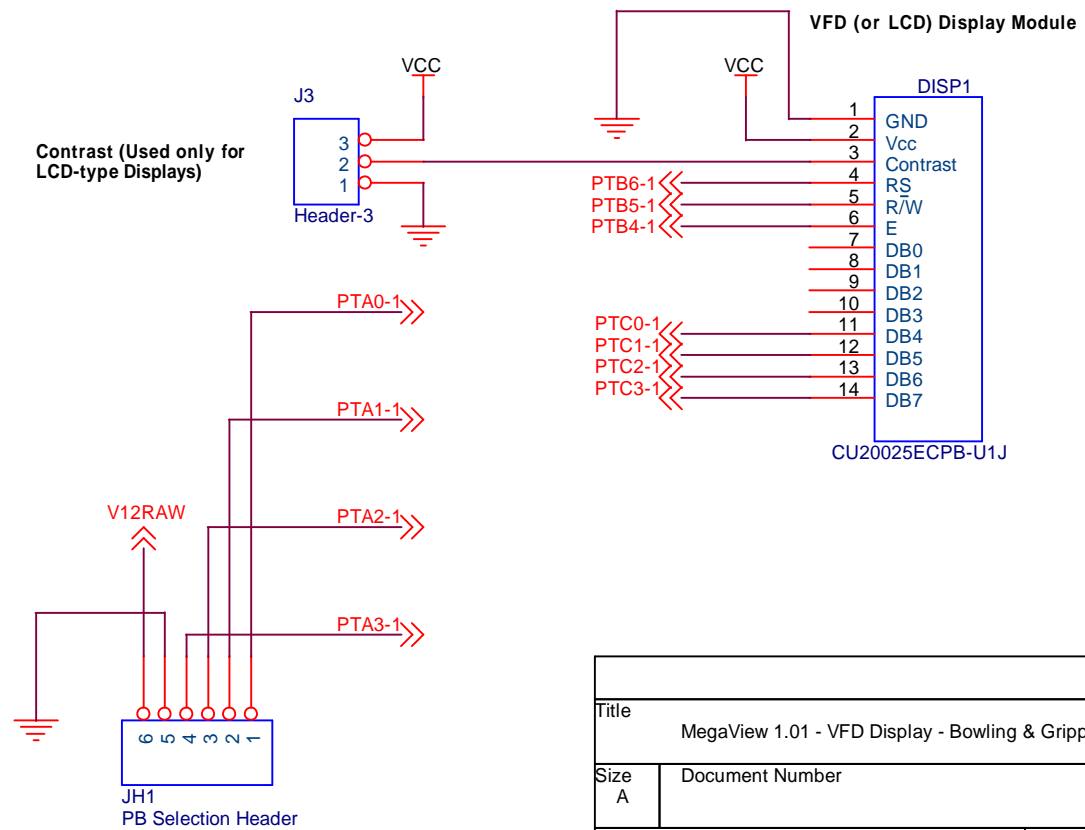 VFD (or LCD) Display Module
VCC
J3
3
2
1
Header-3
Contrast (Used only for
LCD-type Displays)
VCC
DISP1
1 GND
2 Vcc
3 Contrast
4 RS
5 R/W
6 E
7 DB0
8 DB1
9 DB2
10 DB3
11 DB4
12 DB5
13 DB6
14 DB7
CU20025ECPB-U1J
PTB6-1
PTB5-1
PTB4-1
PTC0-1
PTC1-1
PTC2-1
PTC3-1
PTA0-1
PTA1-1
PTA2-1
PTA3-1
V12RAW
6 5 4 3 2 1
JH1
PB Selection Header
Title
MegaView 1.01 - VFD Display - Bowling & Gripp
Size
A
Document Number